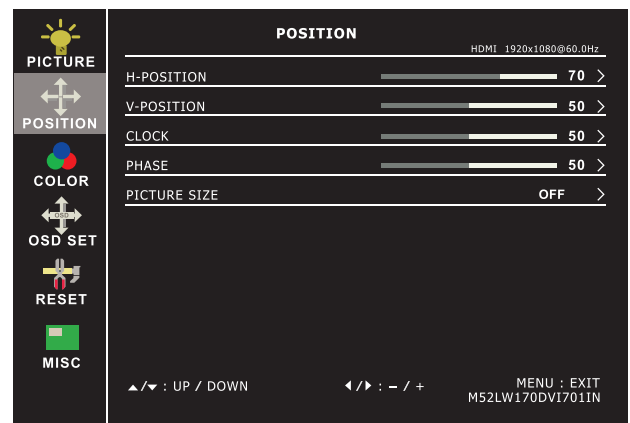 PICTURE
POSITION
COLOR
OSD
OSD SET
RESET
MISC
POSITION
HDMI 1920x1080@60.0Hz
H-POSITION 70
V-POSITION 50
CLOCK 50
PHASE 50
PICTURE SIZE OFF
▲/▼ : UP / DOWN ◀/▶ : – / + MENU : EXIT
M52LW170DVI701IN